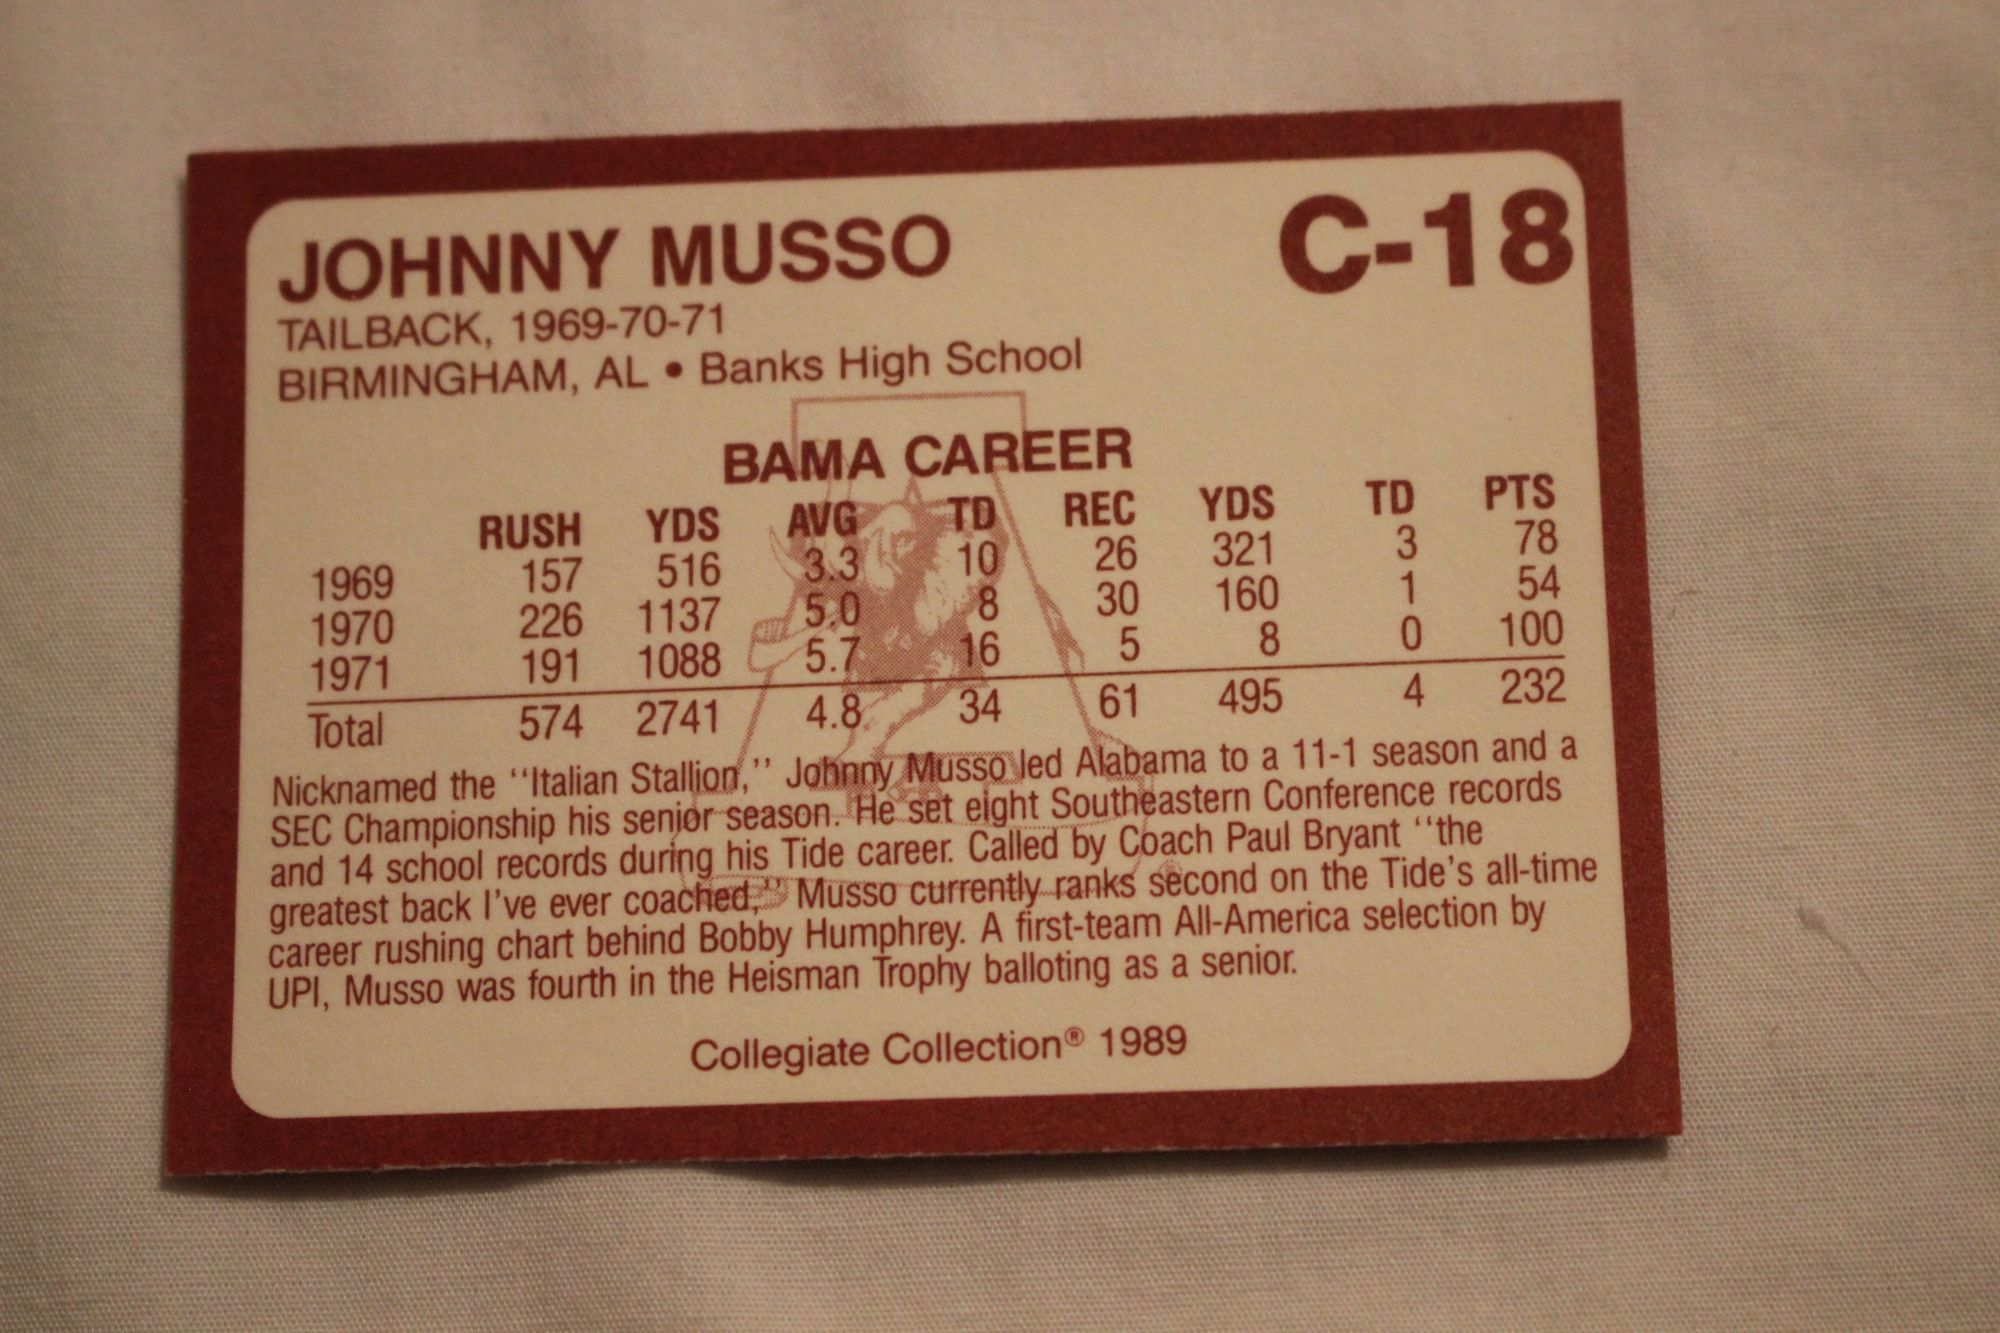 JOHNNY MUSSO
C-18
TAILBACK, 1969-70-71
BIRMINGHAM, AL • Banks High School
BAMA CAREER
RUSH YDS AVG TD REC YDS TD PTS
1969 157 516 3.3 10 26 321 3 78
1970 226 1137 5.0 8 30 160 1 54
1971 191 1088 5.7 16 5 8 0 100
Total 574 2741 4.8 34 61 495 4 232
Nicknamed the ‘‘Italian Stallion,’’ Johnny Musso led Alabama to a 11-1 season and a
SEC Championship his senior season. He set eight Southeastern Conference records
and 14 school records during his Tide career. Called by Coach Paul Bryant ‘‘the
greatest back I've ever coached,’’ Musso currently ranks second on the Tide's all-time
career rushing chart behind Bobby Humphrey. A first-team All-America selection by
UPI, Musso was fourth in the Heisman Trophy balloting as a senior.
Collegiate Collection® 1989